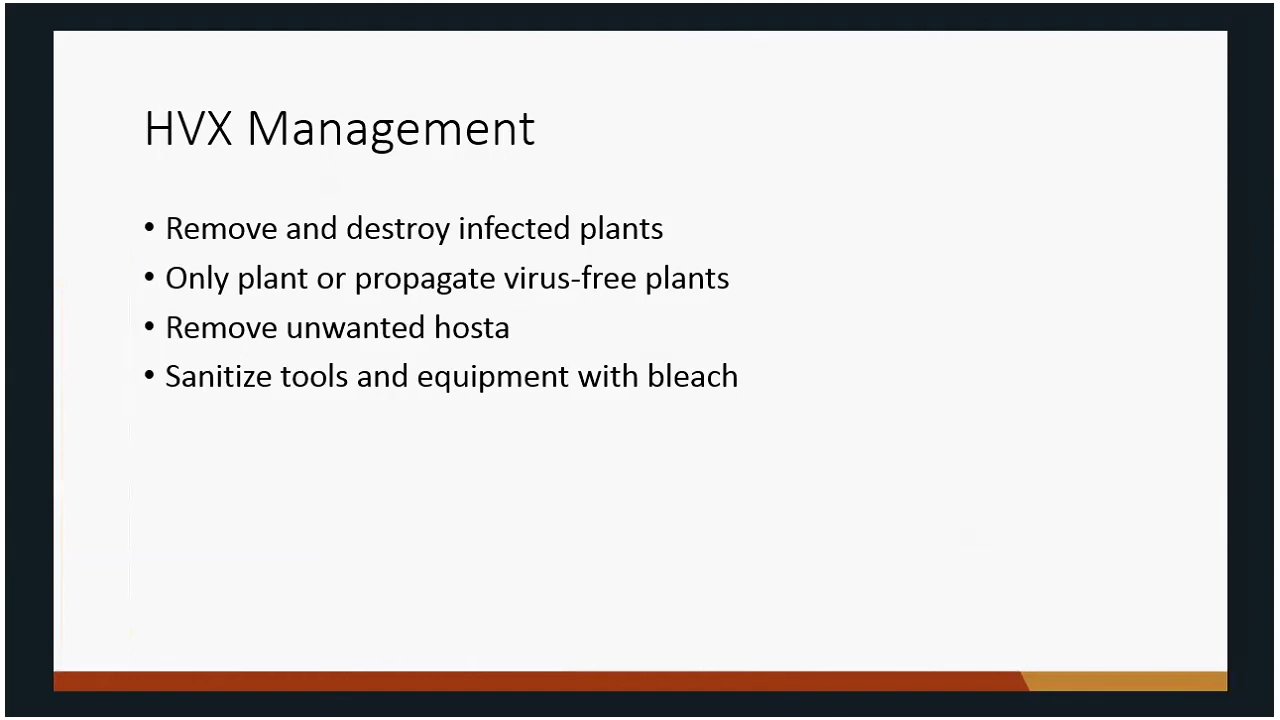 HVX Management
• Remove and destroy infected plants
• Only plant or propagate virus-free plants
• Remove unwanted hosta
• Sanitize tools and equipment with bleach